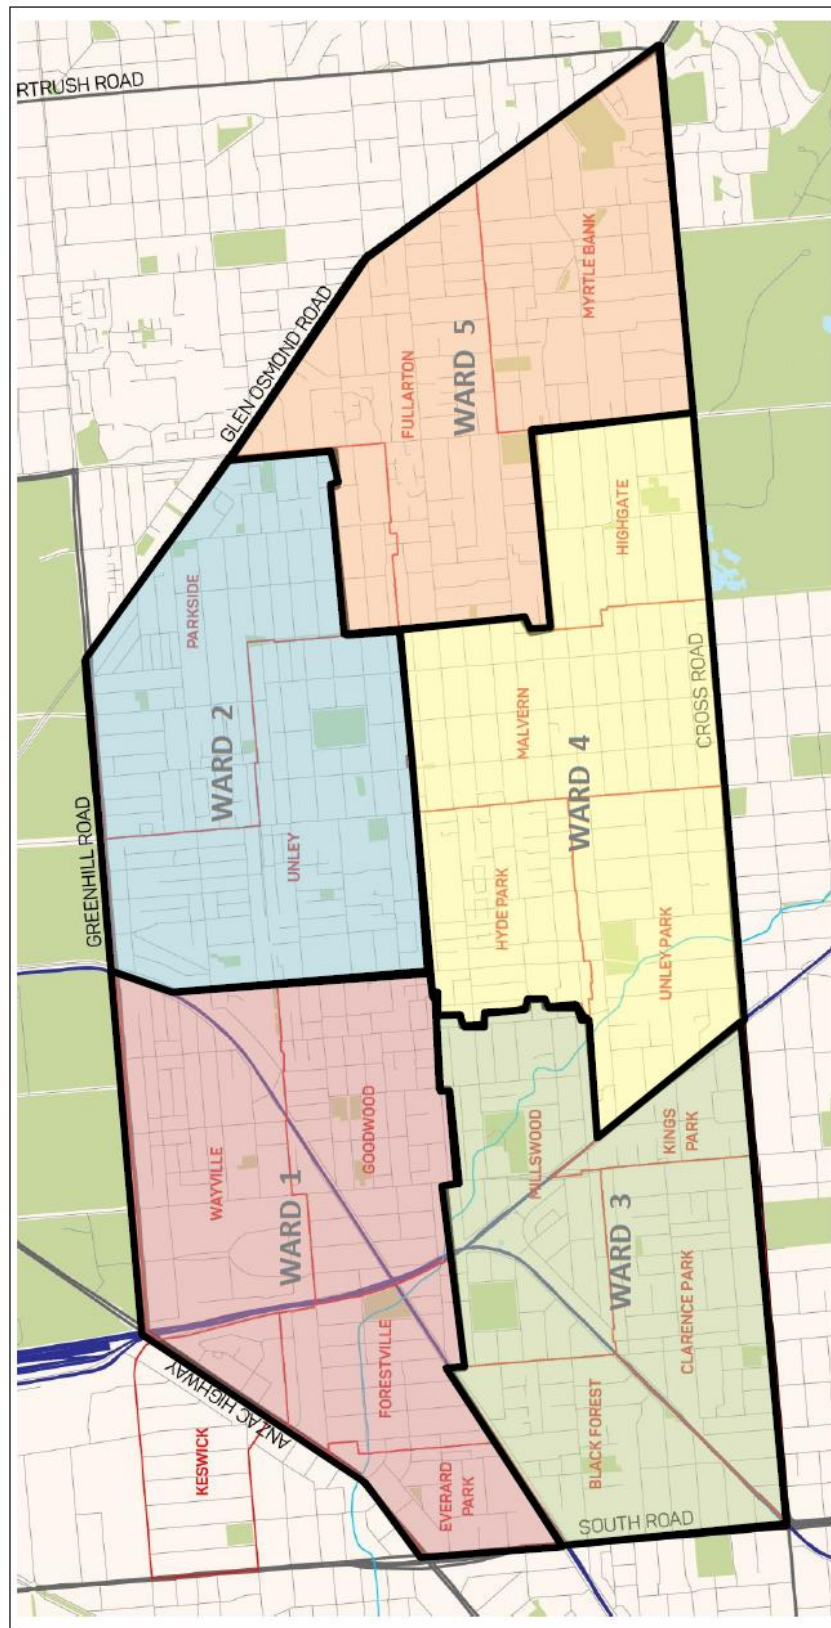 RTRUSH ROAD
GLEN OSMOND ROAD
GREENHILL ROAD
ANZAC HIGHWAY
SOUTH ROAD
CROSS ROAD
KESWICK
WARD 1
WAYVILLE
GOODWOOD
FORESTVILLE
EVERARD
PARK
WARD 2
PARKSIDE
UNLEY
WARD 3
MILLSWOOD
KINGS
PARK
CLARENCE PARK
BLACK FOREST
WARD 4
HYDE PARK
UNLEY PARK
MALVERN
HIGHGATE
WARD 5
FULLARTON
MYRTLE BANK